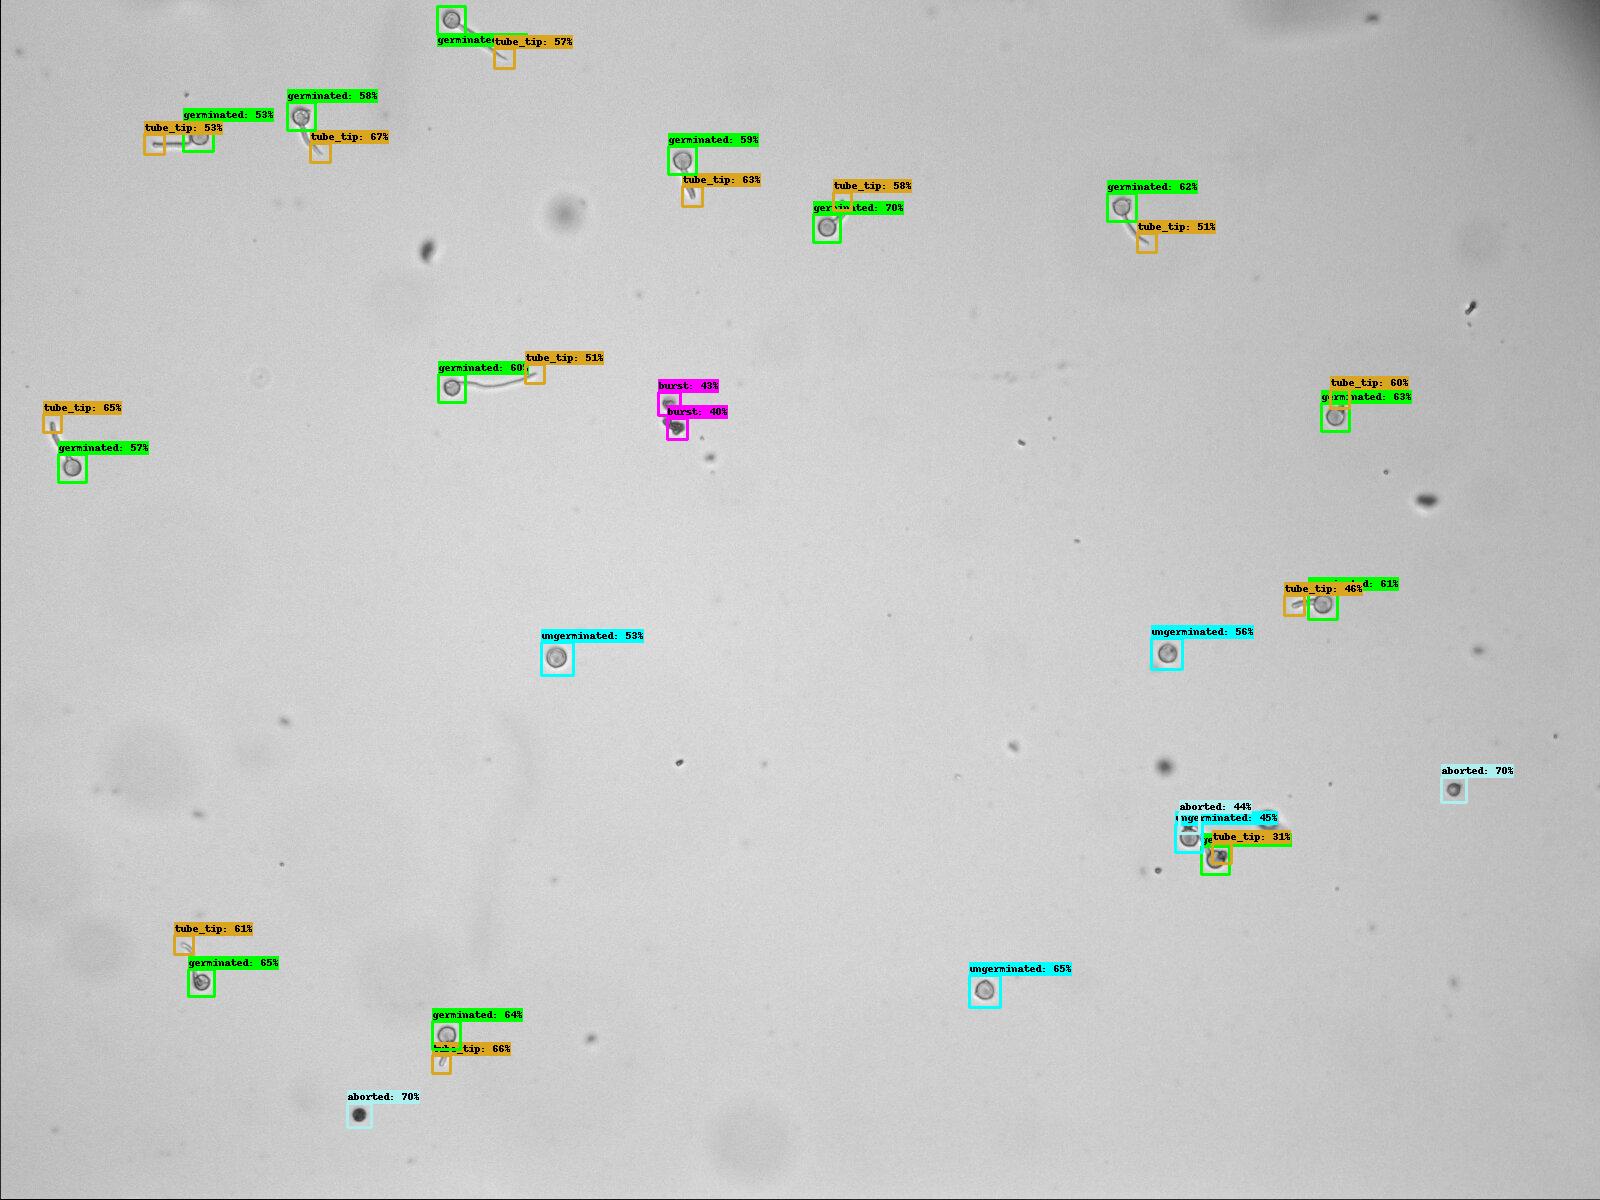 germinated
tube_tip: 57%
germinated: 58%
germinated: 53%
tube_tip: 53%
tube_tip: 67%
germinated: 59%
tube_tip: 63%
tube_tip: 58%
germinated: 70%
germinated: 62%
tube_tip: 51%
tube_tip: 51%
germinated: 60%
burst: 43%
burst: 40%
tube_tip: 60%
germinated: 63%
tube_tip: 65%
germinated: 57%
61%
tube_tip: 46%
ungerminated: 53%
ungerminated: 56%
aborted: 70%
aborted: 44%
ungerminated: 45%
tube_tip: 31%
tube_tip: 61%
germinated: 65%
ungerminated: 65%
germinated: 64%
tube_tip: 66%
aborted: 70%